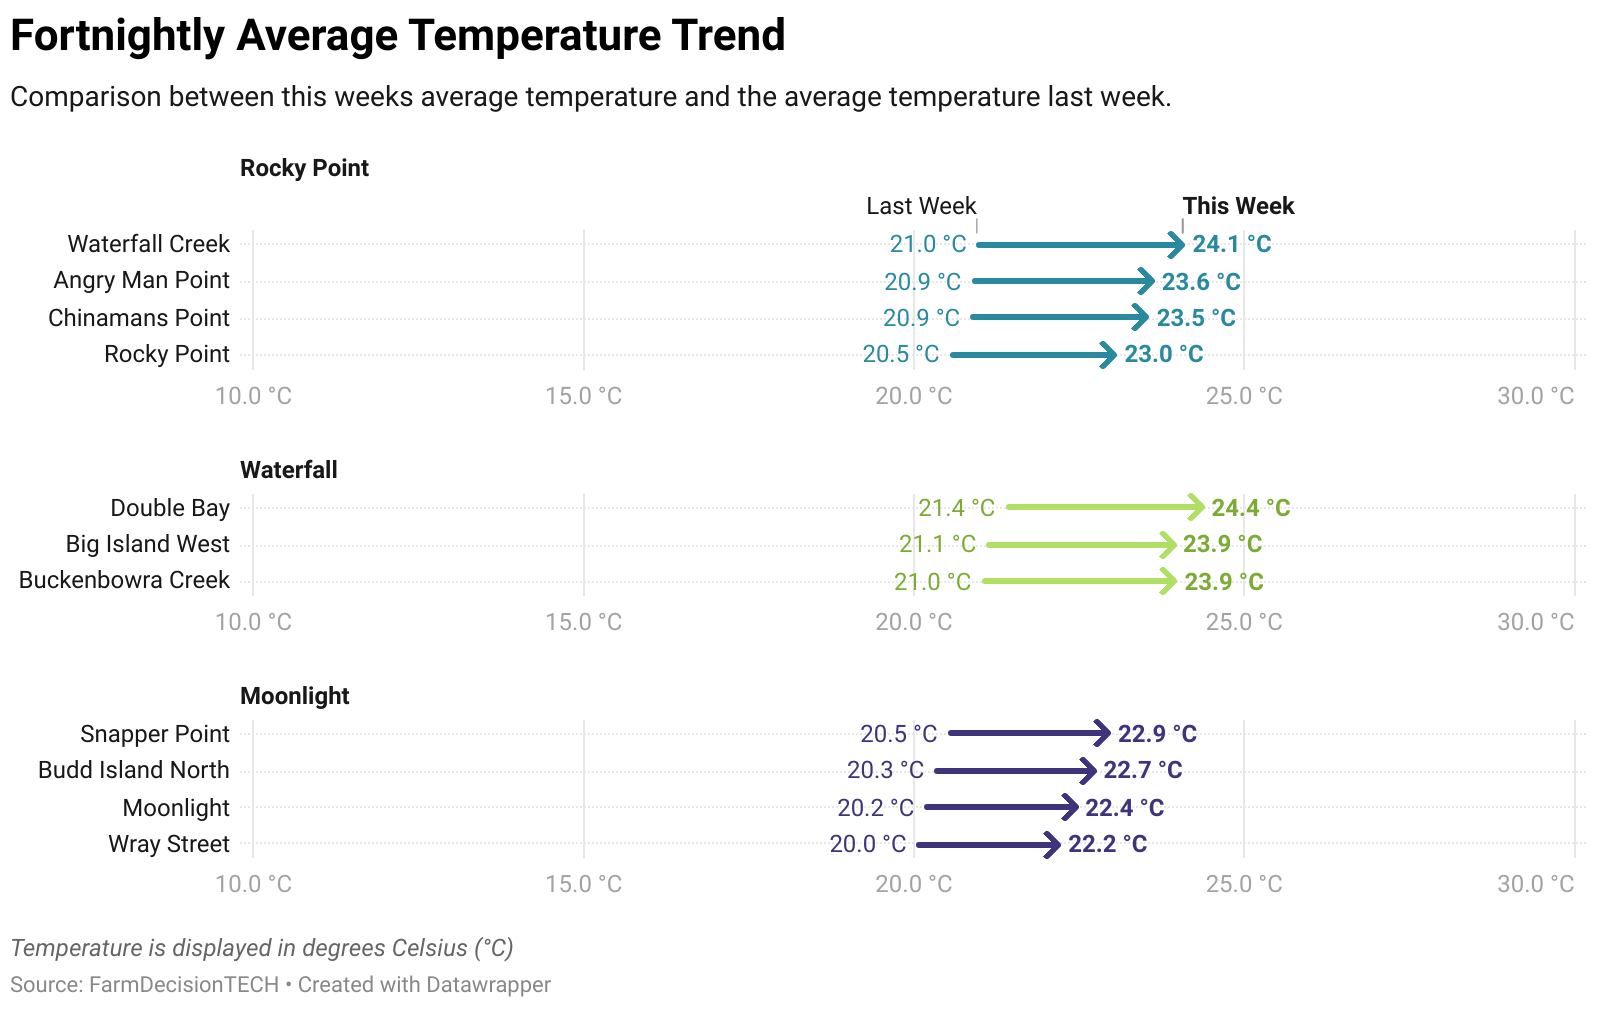 Fortnightly Average Temperature Trend
Comparison between this weeks average temperature and the average temperature last week.
Rocky Point
Last Week This Week
Waterfall Creek 21.0 °C 24.1 °C
Angry Man Point 20.9 °C 23.6 °C
Chinamans Point 20.9 °C 23.5 °C
Rocky Point 20.5 °C 23.0 °C
10.0 °C 15.0 °C 20.0 °C 25.0 °C 30.0 °C
Waterfall
Double Bay 21.4 °C 24.4 °C
Big Island West 21.1 °C 23.9 °C
Buckenbowra Creek 21.0 °C 23.9 °C
10.0 °C 15.0 °C 20.0 °C 25.0 °C 30.0 °C
Moonlight
Snapper Point 20.5 °C 22.9 °C
Budd Island North 20.3 °C 22.7 °C
Moonlight 20.2 °C 22.4 °C
Wray Street 20.0 °C 22.2 °C
10.0 °C 15.0 °C 20.0 °C 25.0 °C 30.0 °C
Temperature is displayed in degrees Celsius (°C)
Source: FarmDecisionTECH • Created with Datawrapper